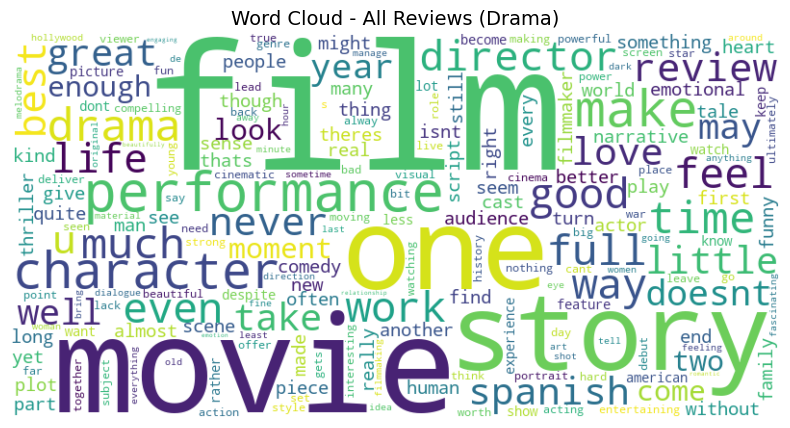 Word Cloud - All Reviews (Drama)
hollywood viewer de true genre might become making powerful around
melodrama best great engaging film year director something screen star heart
picture fun people many lot still every review dark
enough dont compelling lead though thing role filmmaker make world power emotional keep
drama look back away hour theres alway isnt may tale ultimately
kind life original young sense thats real s live script right love narrative watch anything
beautifully minute cinematic sometime bad visual cinema better place feel
thriller give deliver performance seem good play first
quite material say moving bit less cast turn war actor time funny
seen man see never need last audience big going know
u much strong moment history nothing cant women little go
character direction comedy watching one full eye leave fascinating
point dialogue beautiful despite new find way doesnt
well lack bring even take fine often relationship work feature story
long woman want almost scene least offer made interesting really another experience day end feeling
yet far together subject everything old emotion rather gets filmmaking human think art shot tell debut two family
plot movie piece portrait hard american romantic
part action style set idea worth show spanish acting entertaining come without